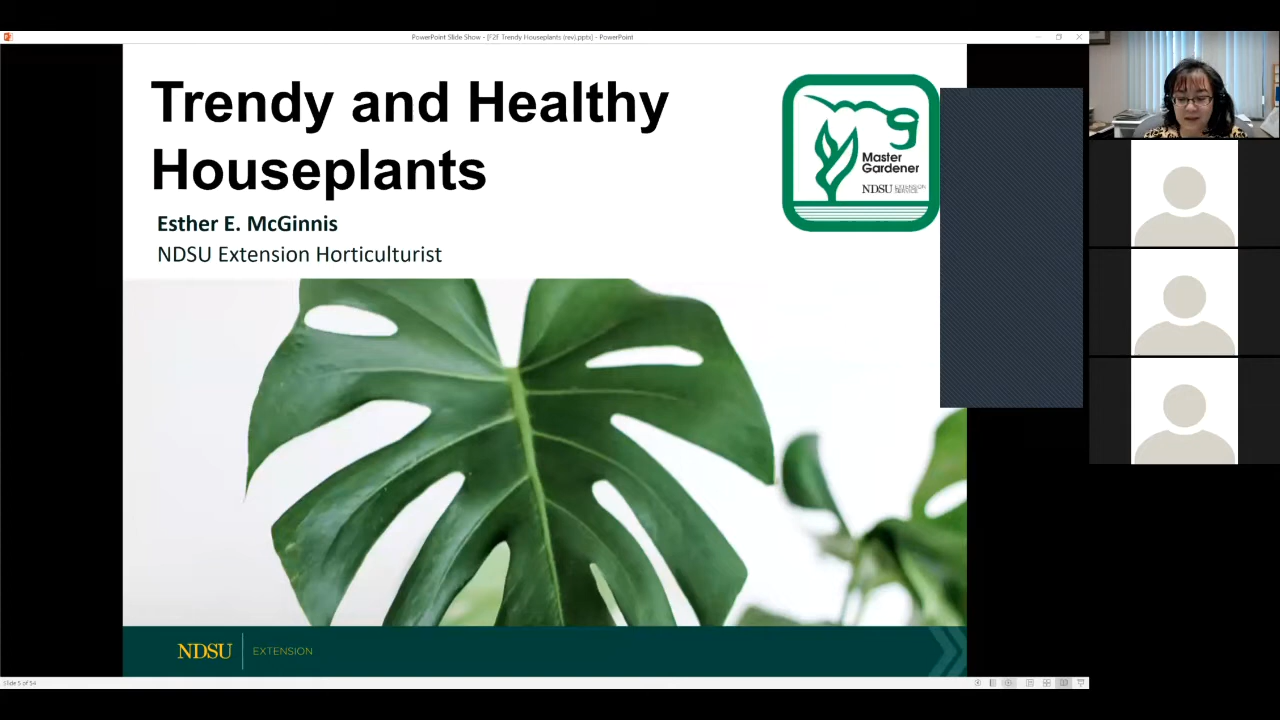 PowerPoint Slide Show - [F2F Trendy Houseplants (rev).pptx] - PowerPoint
Trendy and Healthy
Houseplants
Esther E. McGinnis
NDSU Extension Horticulturist
Master
Gardener
NDSU EXTENSION
SERVICE
NDSU EXTENSION
Slide 5 of 54